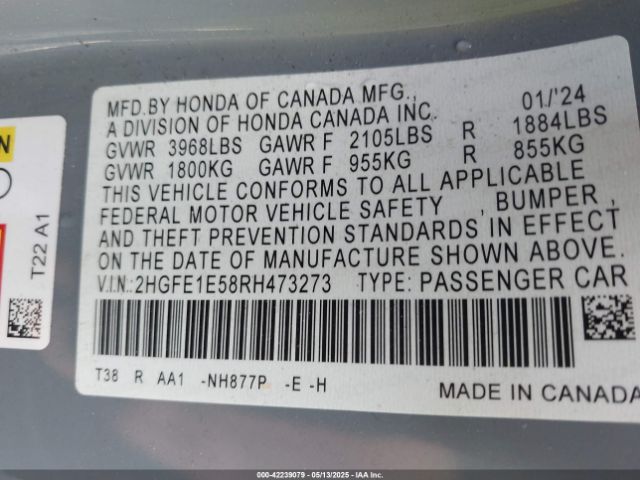 MFD.BY HONDA OF CANADA MFG., 01/'24
A DIVISION OF HONDA CANADA INC.
GVWR 3968LBS GAWR F 2105LBS R 1884LBS
GVWR 1800KG GAWR F 955KG R 855KG
THIS VEHICLE CONFORMS TO ALL APPLICABLE
FEDERAL MOTOR VEHICLE SAFETY , BUMPER ,
AND THEFT PREVENTION STANDARDS IN EFFECT
ON THE DATE OF MANUFACTURE SHOWN ABOVE.
V.I.N.:2HGFE1E58RH473273 TYPE: PASSENGER CAR
T38 R AA1 -NH877P -E -H
MADE IN CANADA
N
T22 A1
000-42239079 - 05/13/2025 - IAA Inc.